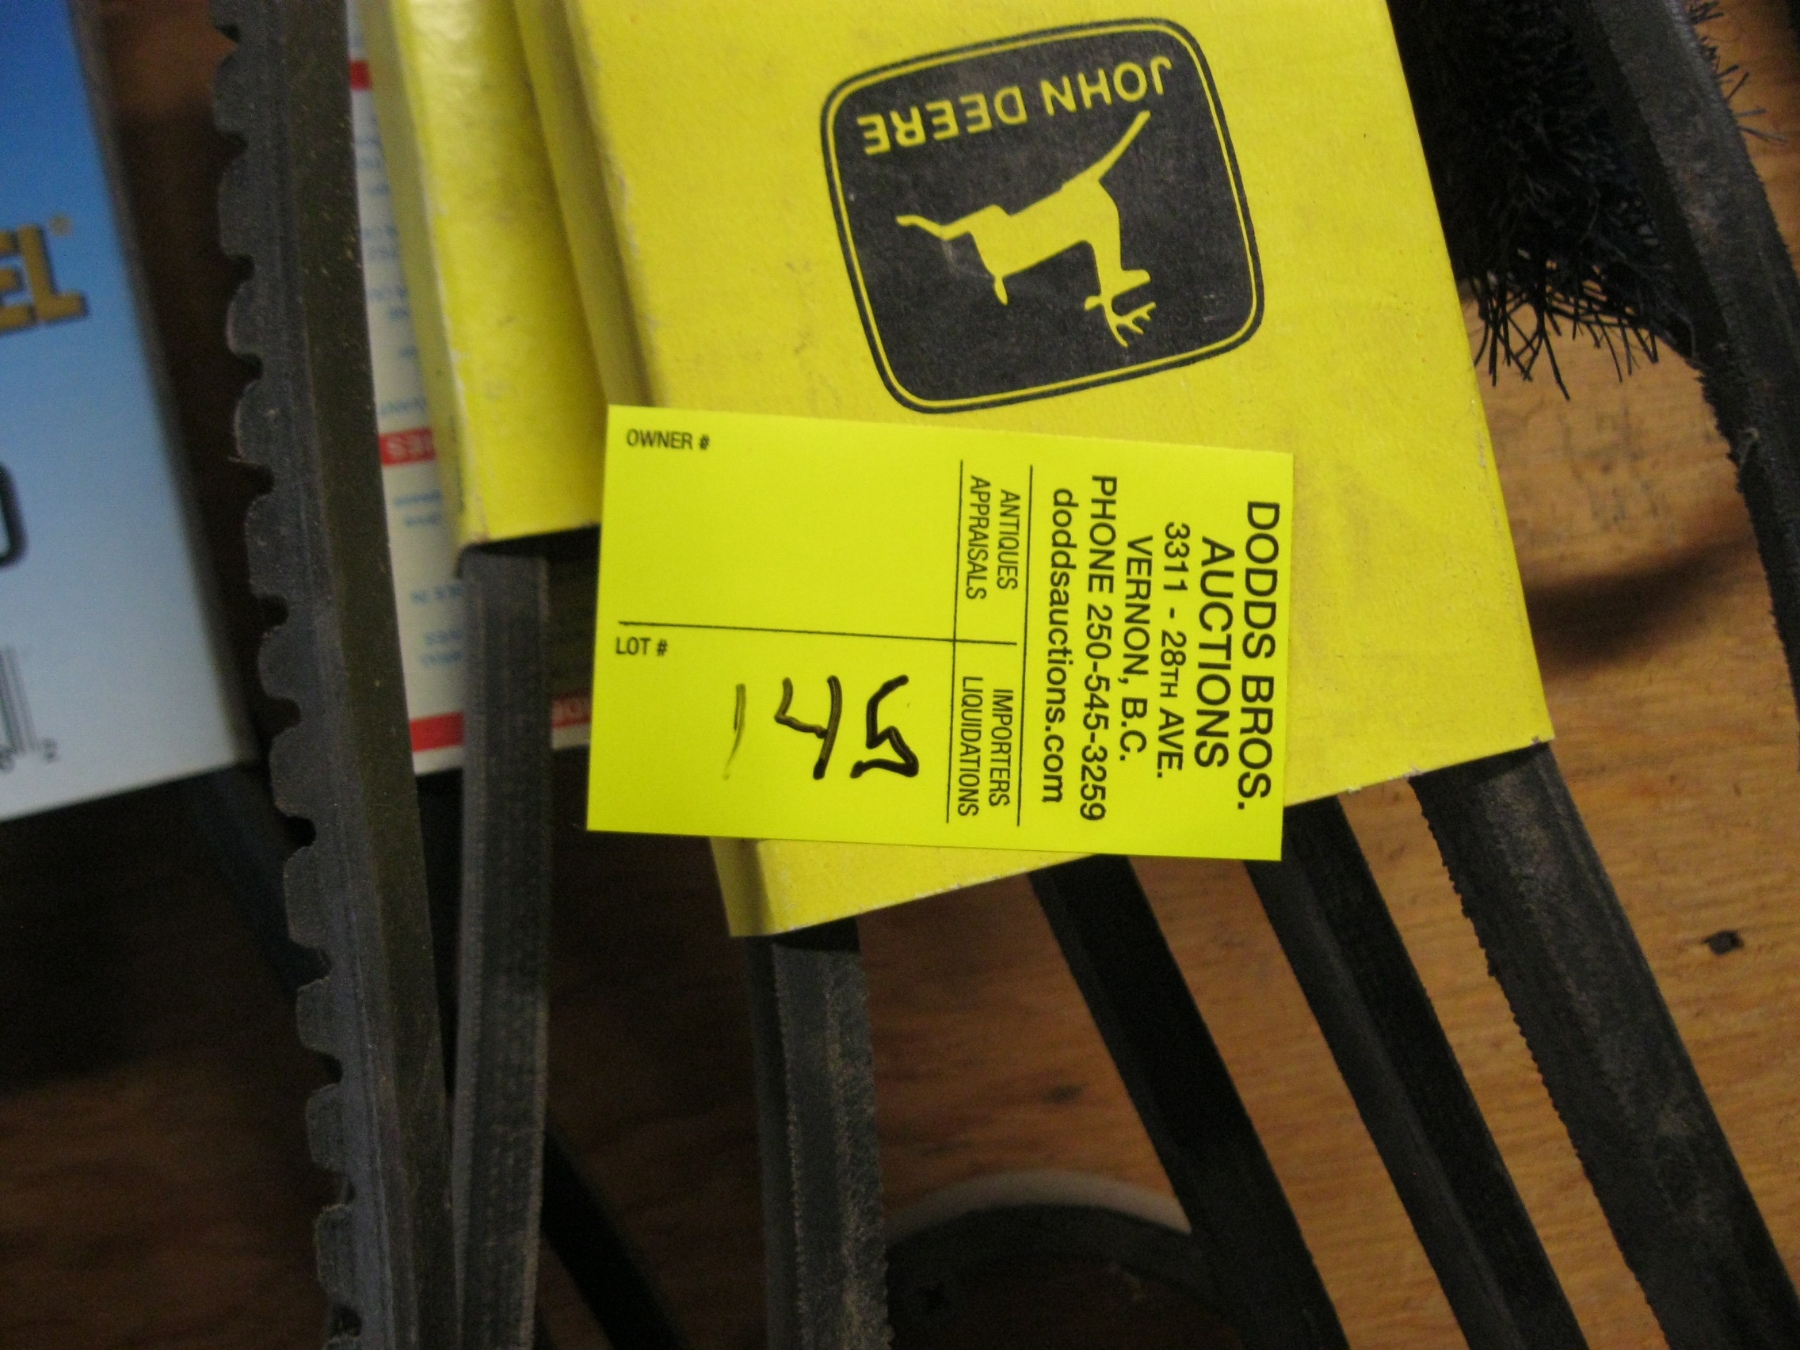 JOHN DEERE
DODDS BROS.
AUCTIONS
3311 - 28TH AVE.
VERNON, B.C.
PHONE 250-545-3259
doddsauctions.com
ANTIQUES IMPORTERS
APPRAISALS LIQUIDATIONS
OWNER #
LOT #
145